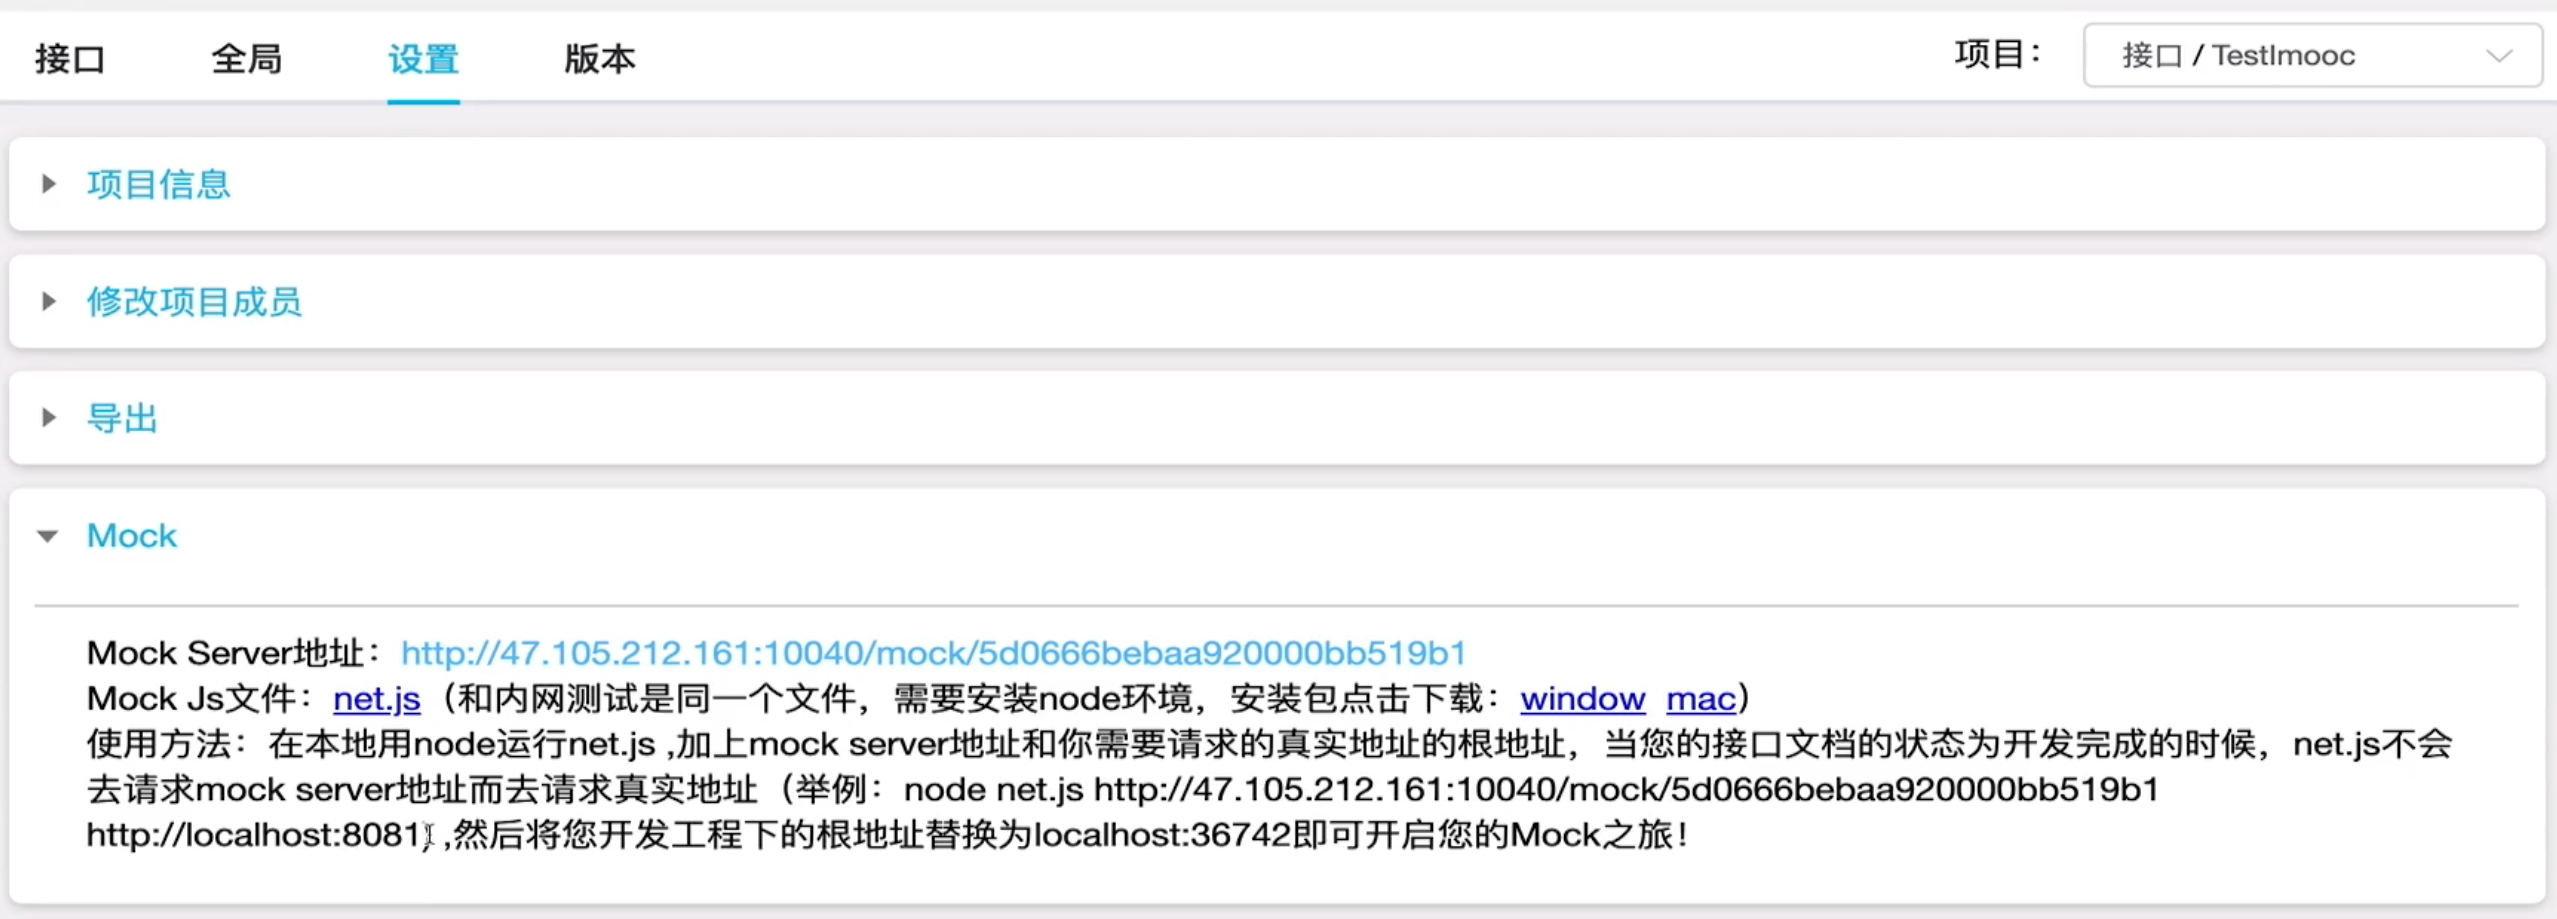 接口 全局 设置 版本 项目： 接口 / TestImooc
项目信息
修改项目成员
导出
Mock
Mock Server地址： http://47.105.212.161:10040/mock/5d0666bebaa920000bb519b1
Mock Js文件： net.js （和内网测试是同一个文件，需要安装node环境，安装包点击下载： window mac）
使用方法：在本地用node运行net.js ,加上mock server地址和你需要请求的真实地址的根地址，当您的接口文档的状态为开发完成的时候，net.js不会
去请求mock server地址而去请求真实地址（举例：node net.js http://47.105.212.161:10040/mock/5d0666bebaa920000bb519b1
http://localhost:8081） ,然后将您开发工程下的根地址替换为localhost:36742即可开启您的Mock之旅！